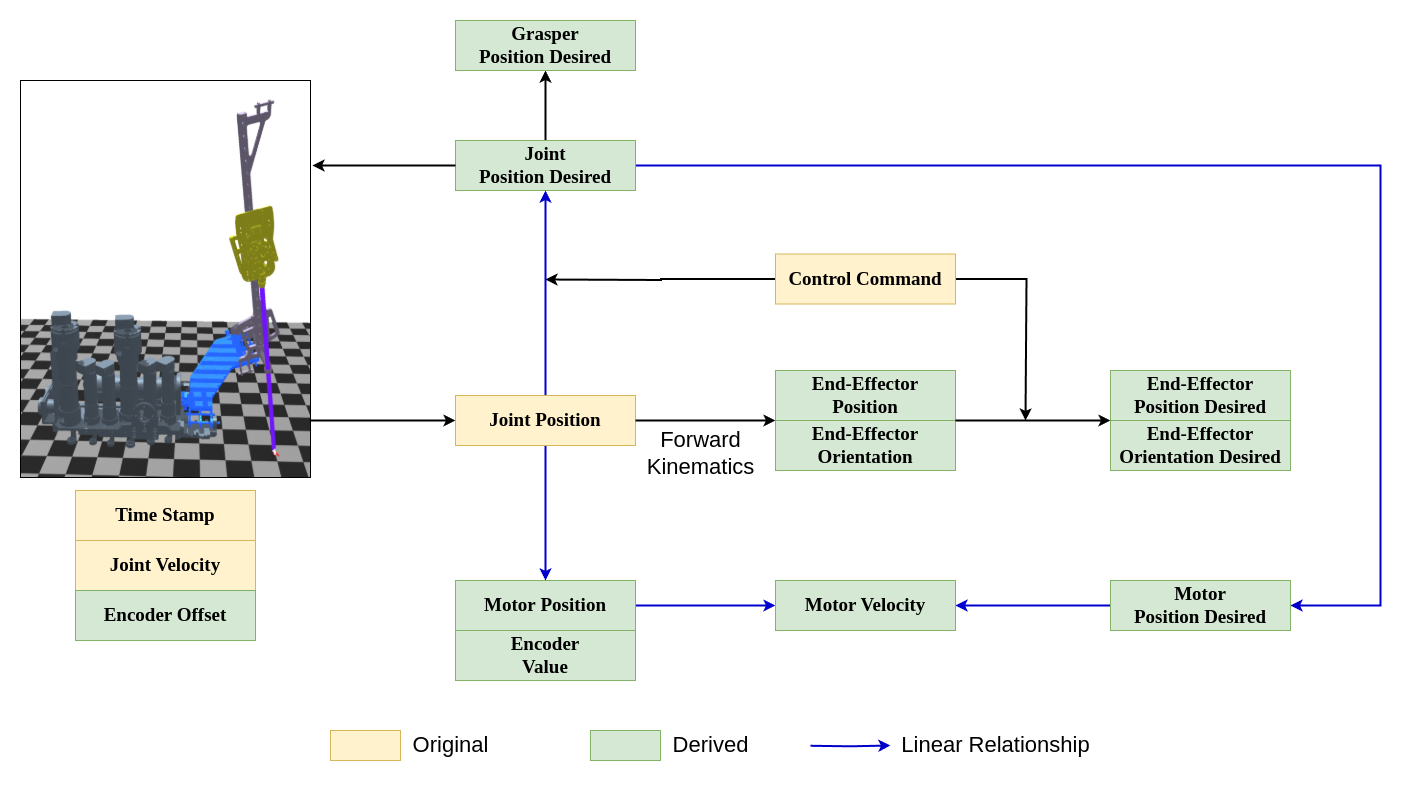 Grasper
Position Desired
Joint
Position Desired
Control Command
Joint Position
Forward
Kinematics
End-Effector
Position
End-Effector
Orientation
End-Effector
Position Desired
End-Effector
Orientation Desired
Time Stamp
Joint Velocity
Encoder Offset
Motor Position
Encoder
Value
Motor Velocity
Motor
Position Desired
Original
Derived
Linear Relationship